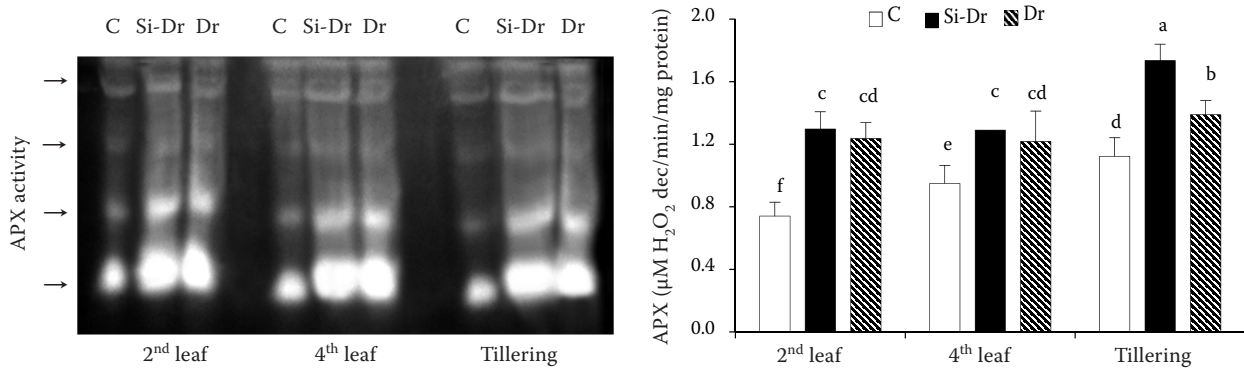 C Si-Dr Dr C Si-Dr Dr C Si-Dr Dr
APX activity
2nd leaf 4th leaf Tillering
C Si-Dr Dr
APX (µM H2O2 dec/min/mg protein)
2.0
1.6
1.2
0.8
0.4
0.0
f c cd e c cd d a b
2nd leaf 4th leaf Tillering